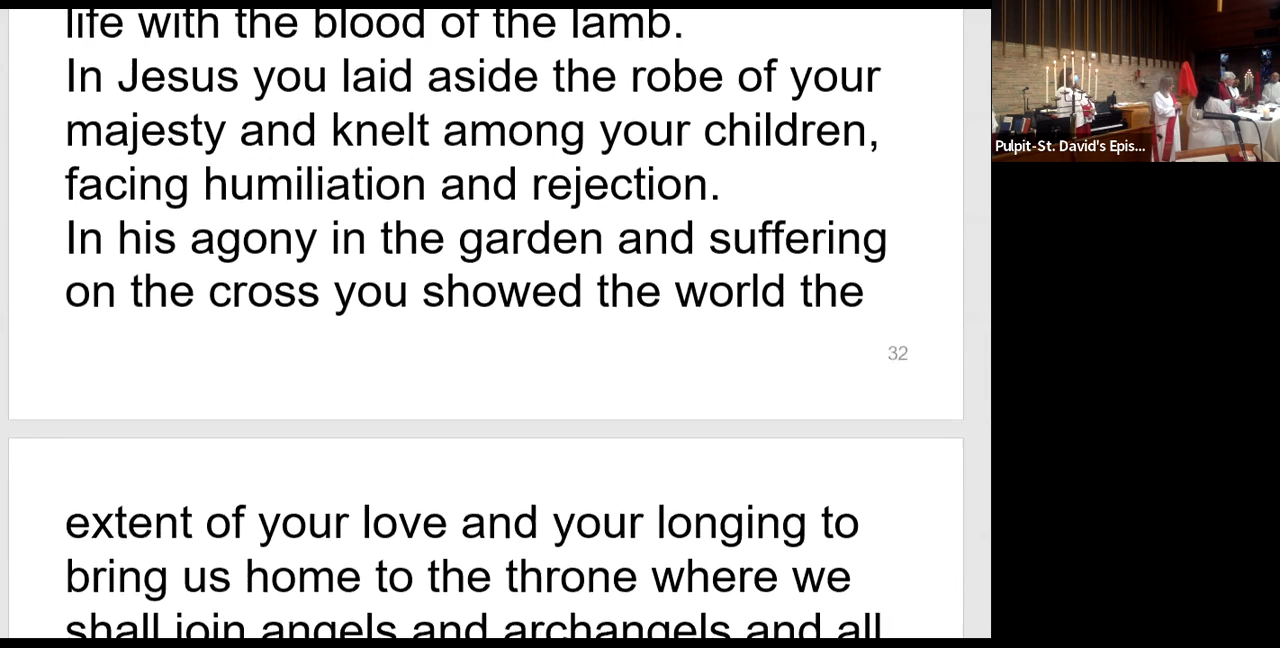 life with the blood of the lamb.
In Jesus you laid aside the robe of your
majesty and knelt among your children,
facing humiliation and rejection.
In his agony in the garden and suffering
on the cross you showed the world the
32
extent of your love and your longing to
bring us home to the throne where we
shall join angels and archangels and all
Pulpit-St. David's Epis...